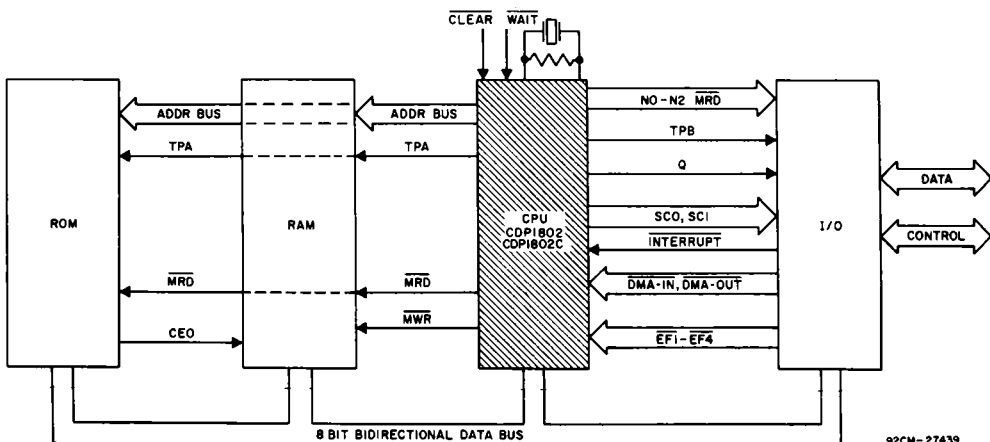 CLEAR WAIT
ADDR BUS
ADDR BUS
NO-N2 MRD
TPA
TPA
TPB
Q
DATA
ROM
RAM
CPU
CDP1802
CDP1802C
SCO, SCI
I/O
INTERRUPT
CONTROL
MRD
MRD
DMA-IN, DMA-OUT
MWR
CEO
EF1-EF4
8 BIT BIDIRECTIONAL DATA BUS
92CM-27439